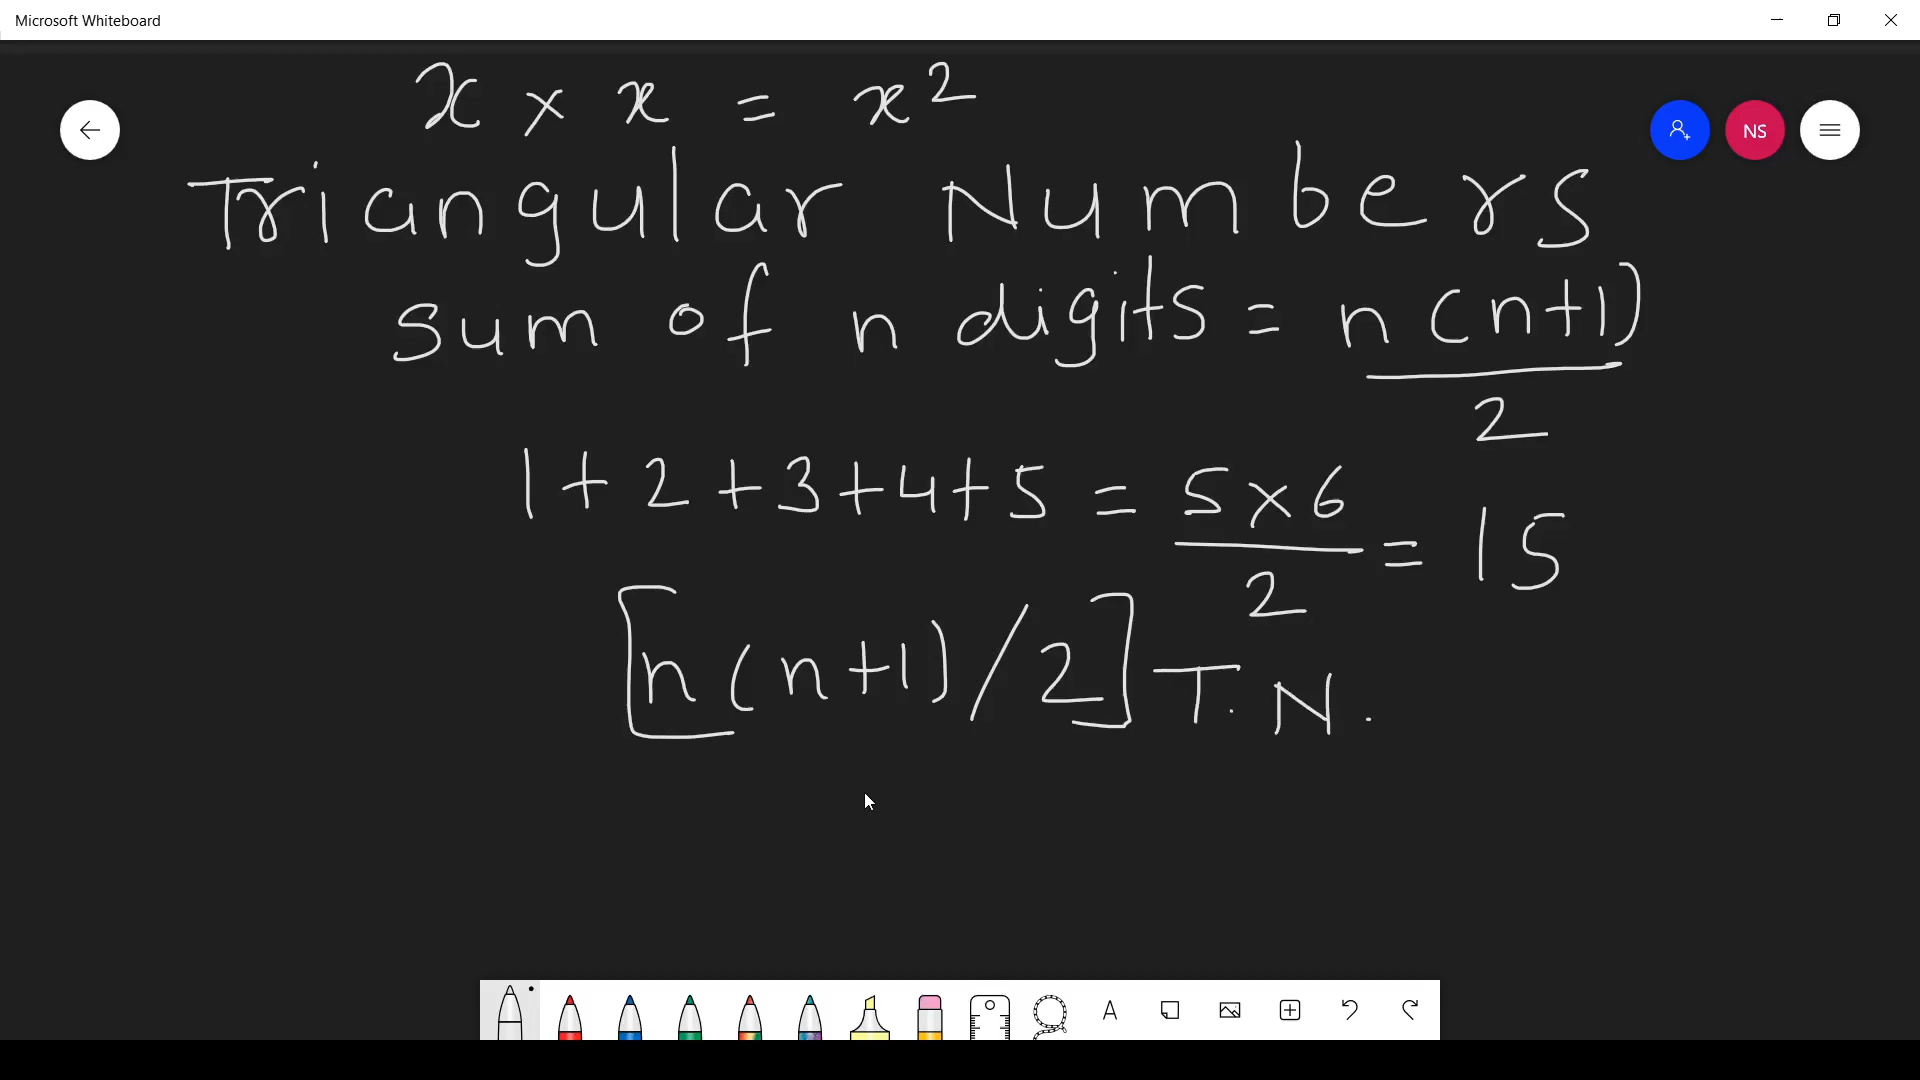 Microsoft Whiteboard
x × x = x²
NS
Triangular Numbers
sum of n digits = n(n+1)
2
1+2+3+4+5 = 5×6
2
= 15
[n(n+1)/2] T.N.
A